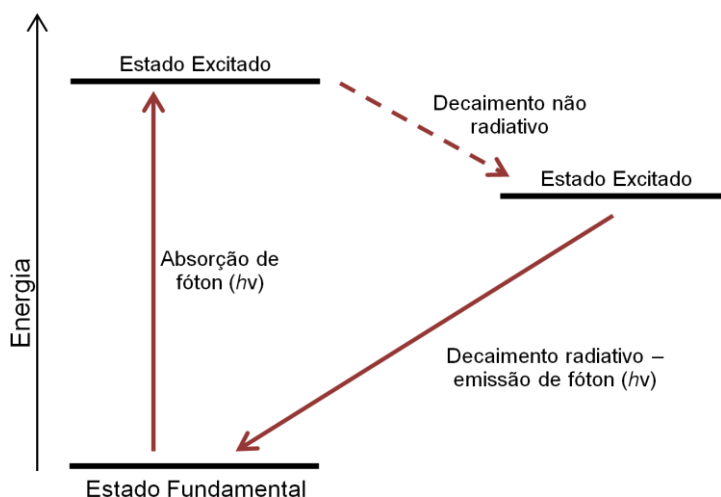 Estado Excitado
Decaimento não
radiativo
Estado Excitado
Absorção de
fóton (hv)
Energia
Decaimento radiativo –
emissão de fóton (hv)
Estado Fundamental